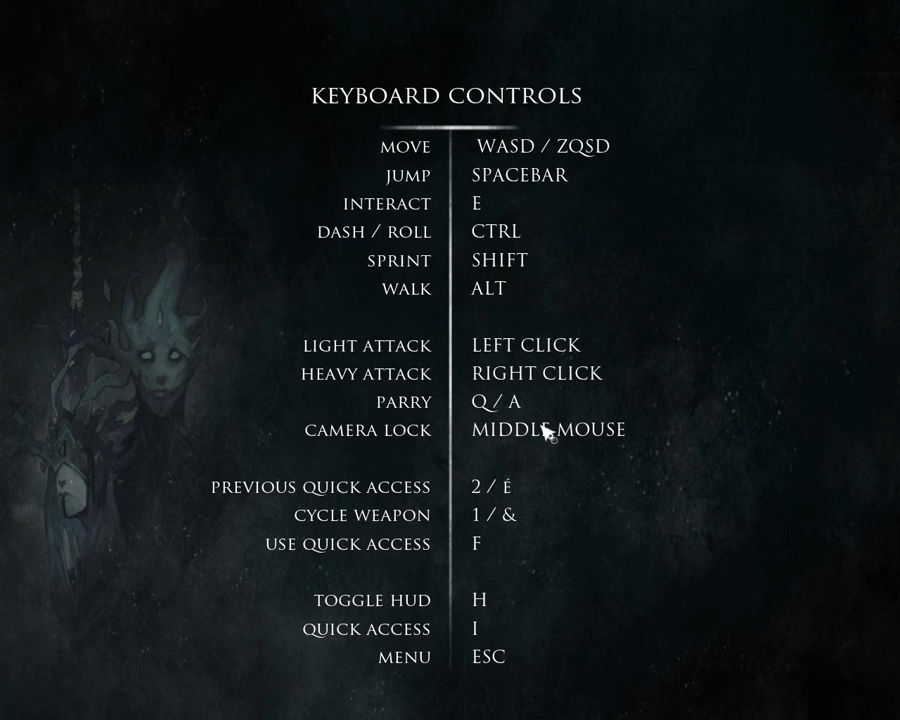 KEYBOARD CONTROLS
MOVE WASD / ZQSD
JUMP SPACEBAR
INTERACT E
DASH / ROLL CTRL
SPRINT SHIFT
WALK ALT
LIGHT ATTACK LEFT CLICK
HEAVY ATTACK RIGHT CLICK
PARRY Q / A
CAMERA LOCK MIDDLE MOUSE
PREVIOUS QUICK ACCESS 2 / É
CYCLE WEAPON 1 / &
USE QUICK ACCESS F
TOGGLE HUD H
QUICK ACCESS I
MENU ESC